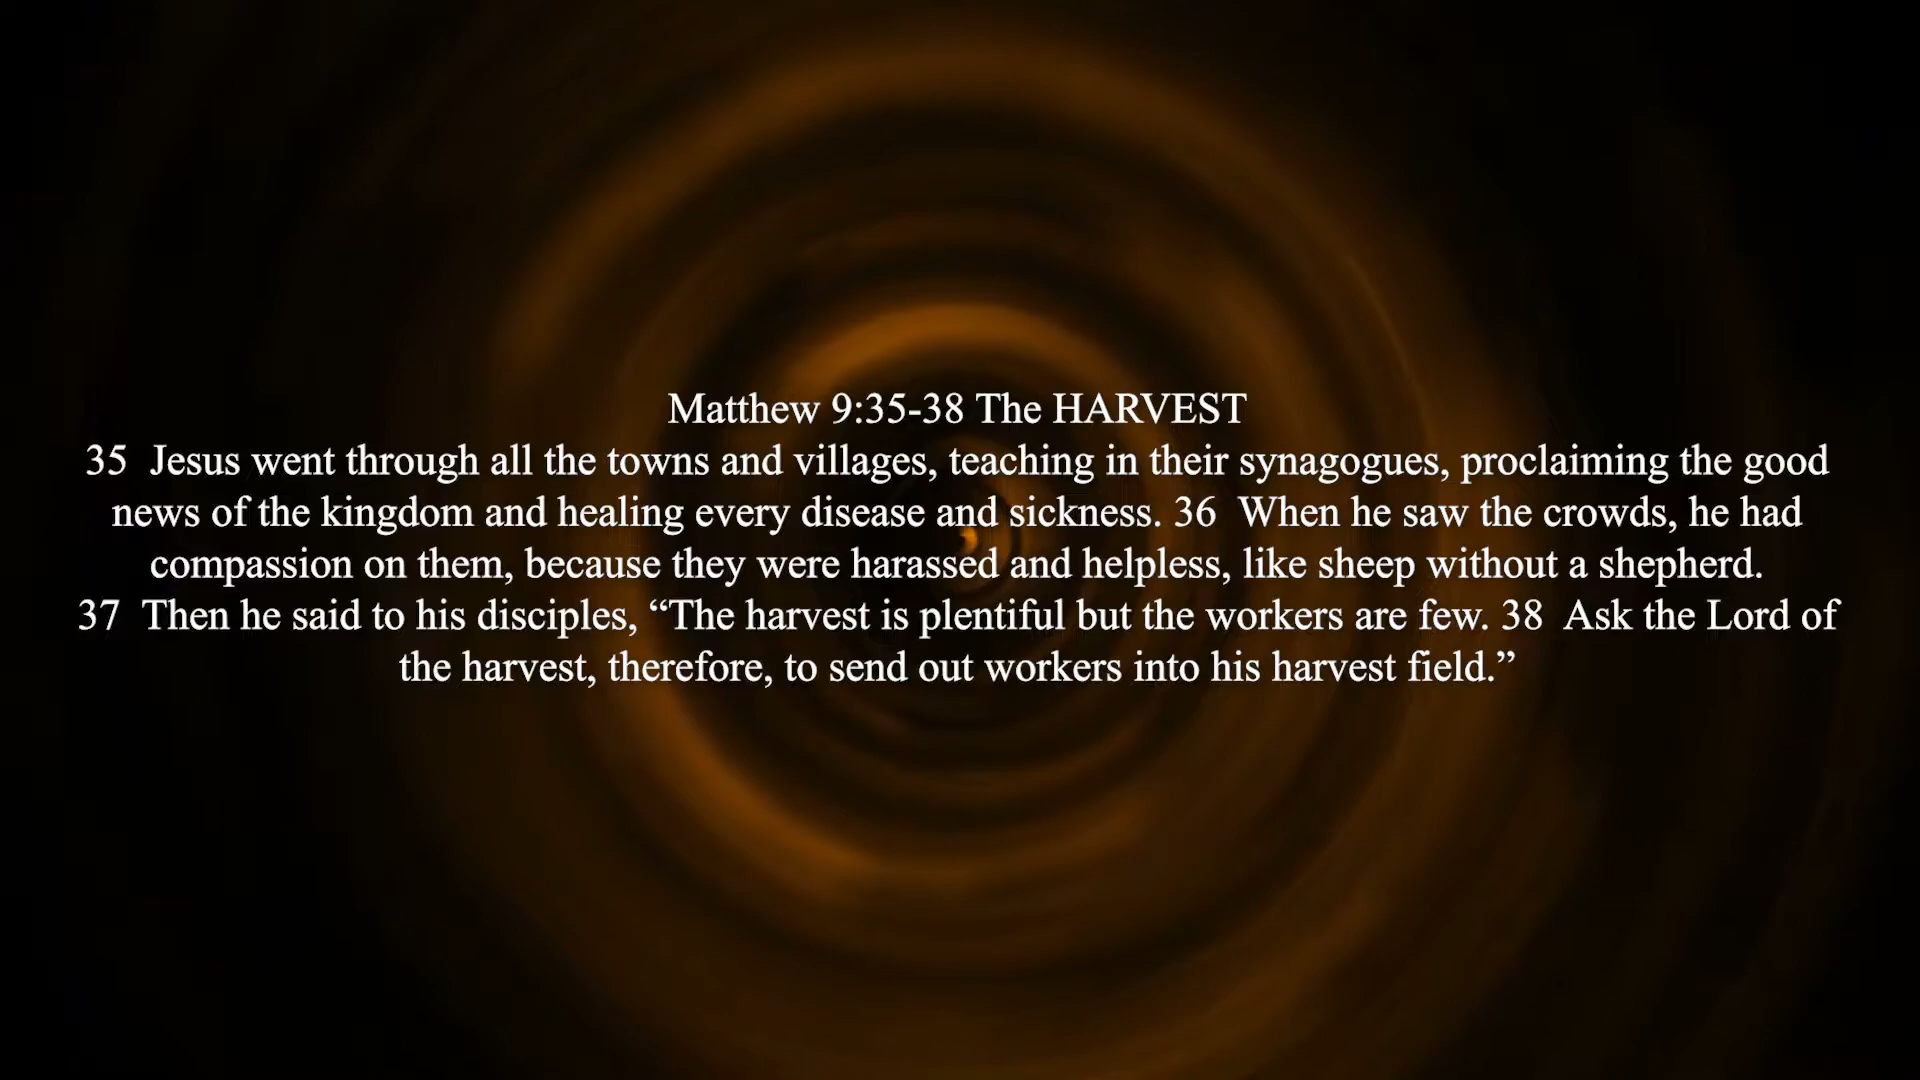 Matthew 9:35-38 The HARVEST
35  Jesus went through all the towns and villages, teaching in their synagogues, proclaiming the good
news of the kingdom and healing every disease and sickness. 36  When he saw the crowds, he had
compassion on them, because they were harassed and helpless, like sheep without a shepherd.
37  Then he said to his disciples, “The harvest is plentiful but the workers are few. 38  Ask the Lord of
the harvest, therefore, to send out workers into his harvest field.”